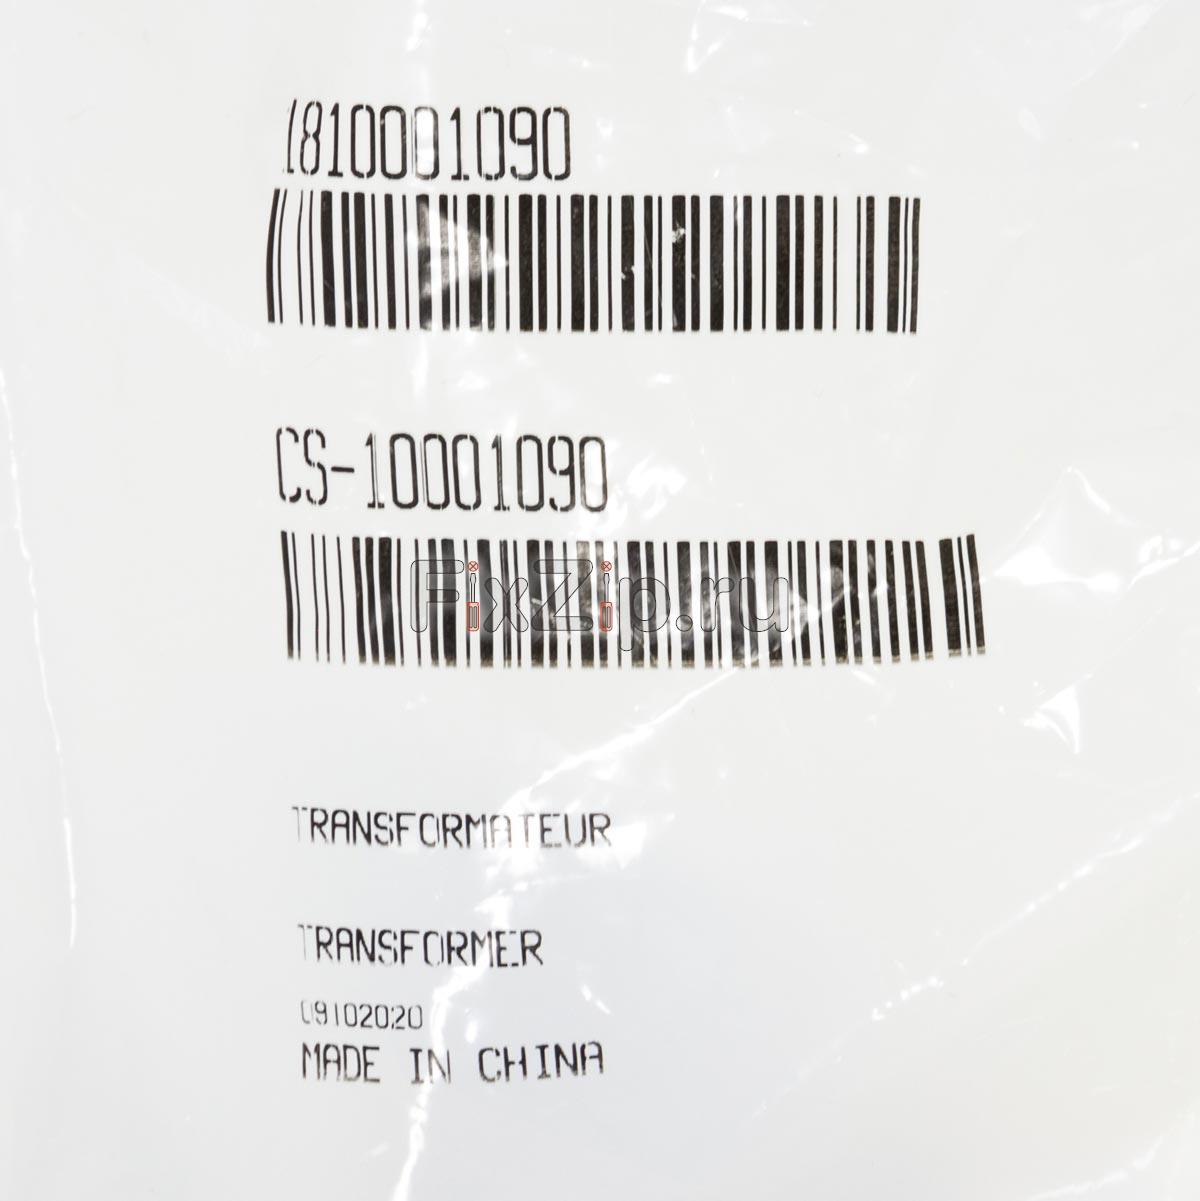 1810001090
CS-10001090
FixZip.ru
TRANSFORMATEUR
TRANSFORMER
09102020
MADE IN CHINA